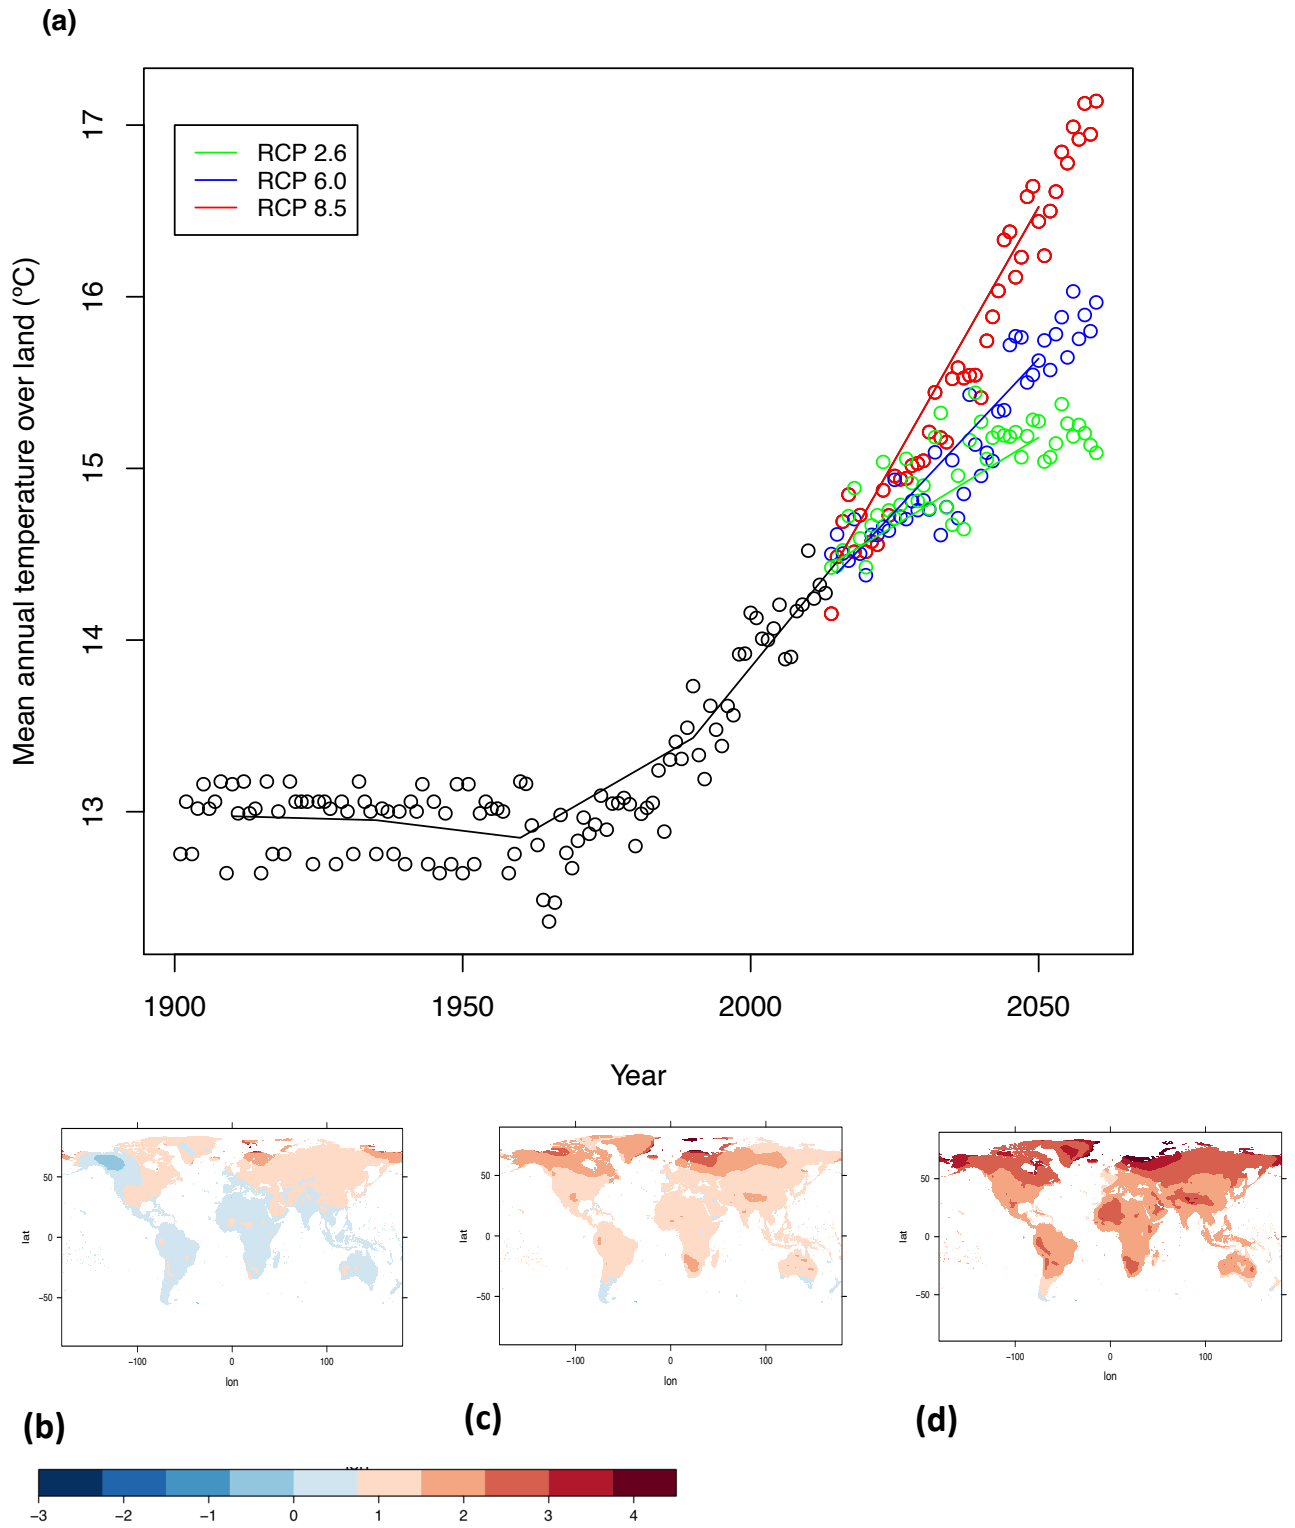 (a)
17
16
15
14
13
Mean annual temperature over land (ºC)
RCP 2.6
RCP 6.0
RCP 8.5
1900 1950 2000 2050
Year
50
0
−50
lat
−100 0 100
lon
50
0
−50
lat
−100 0 100
lon
50
0
−50
lat
−100 0 100
lon
(b) (c) (d)
−3 −2 −1 0 1 2 3 4